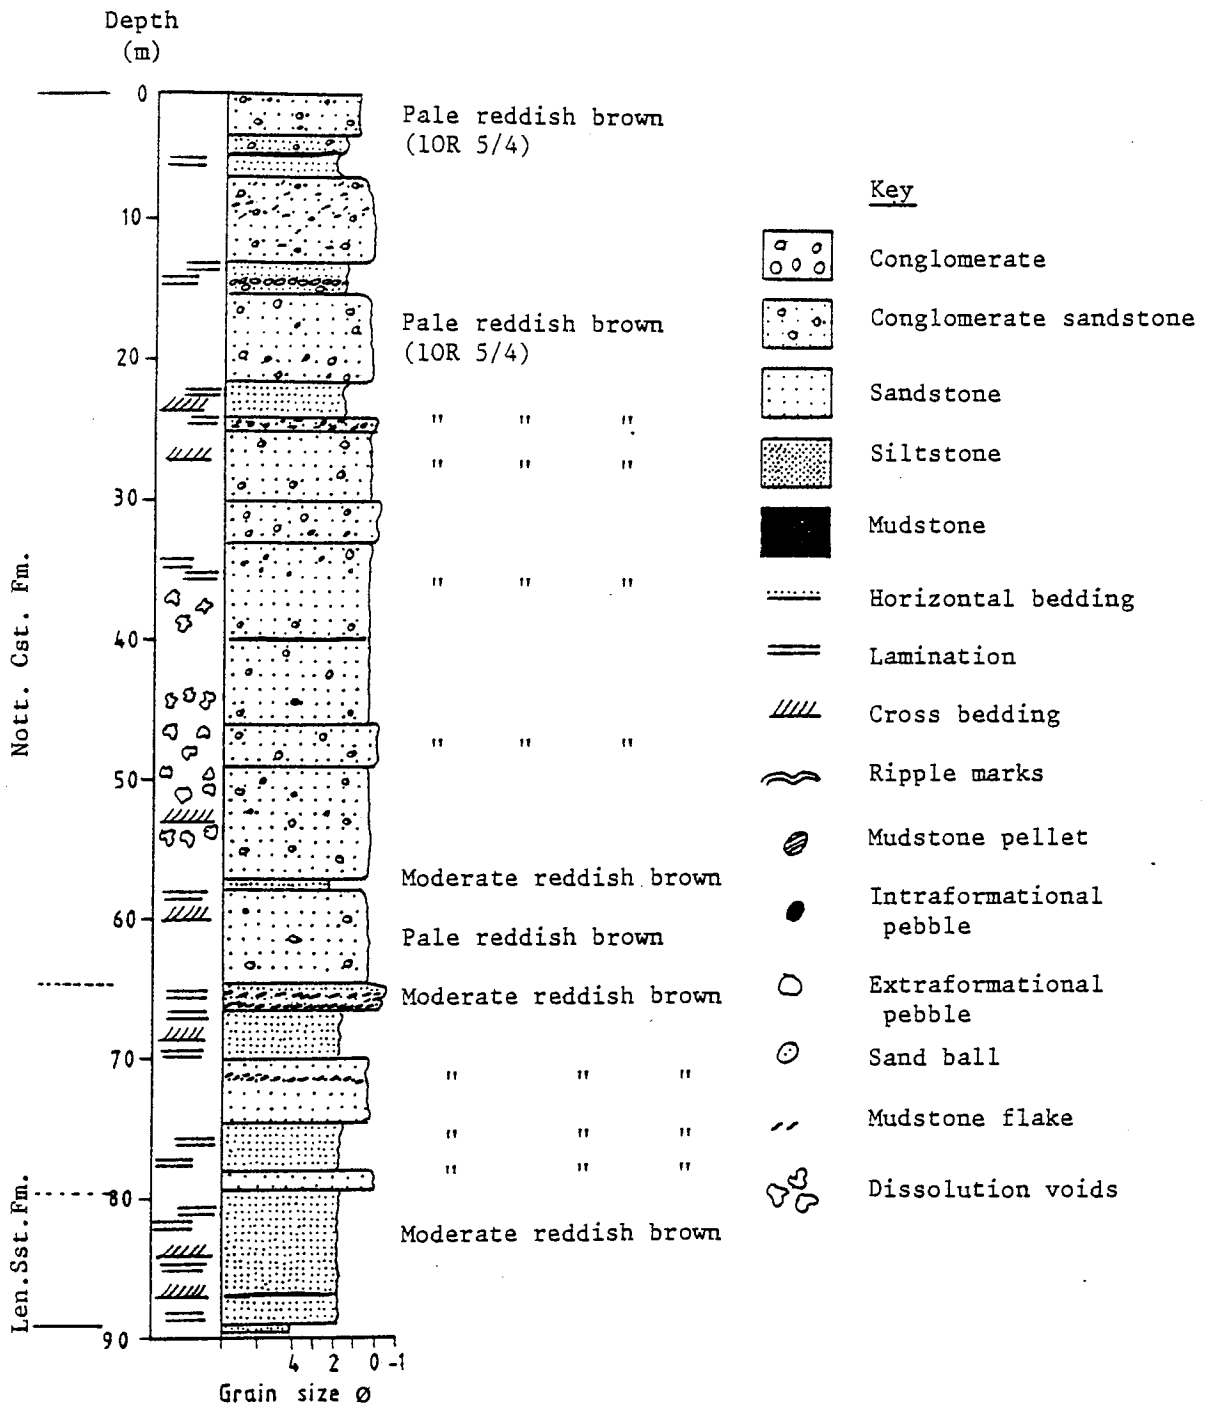 Depth
(m)
0
10
20
30
40
50
60
70
80
90
Nott. Cst. Fm.
Len.Sst.Fm.
Pale reddish brown
(10R 5/4)
Pale reddish brown
(10R 5/4)
" " "
" " "
" " "
" " "
Moderate reddish brown
Pale reddish brown
Moderate reddish brown
" " "
" " "
" " "
Moderate reddish brown
4 2 0 -1
Grain size Ø
Key
Conglomerate
Conglomerate sandstone
Sandstone
Siltstone
Mudstone
Horizontal bedding
Lamination
Cross bedding
Ripple marks
Mudstone pellet
Intraformational
pebble
Extraformational
pebble
Sand ball
Mudstone flake
Dissolution voids